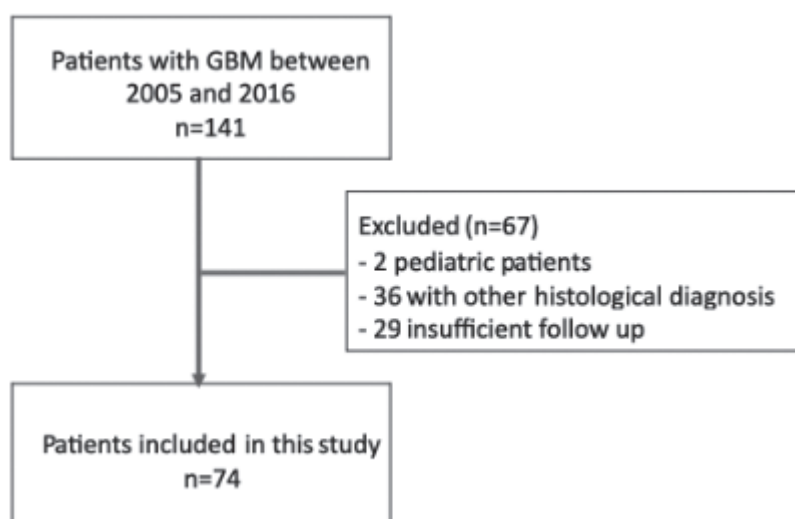 Patients with GBM between
2005 and 2016
n=141
Excluded (n=67)
- 2 pediatric patients
- 36 with other histological diagnosis
- 29 insufficient follow up
Patients included in this study
n=74